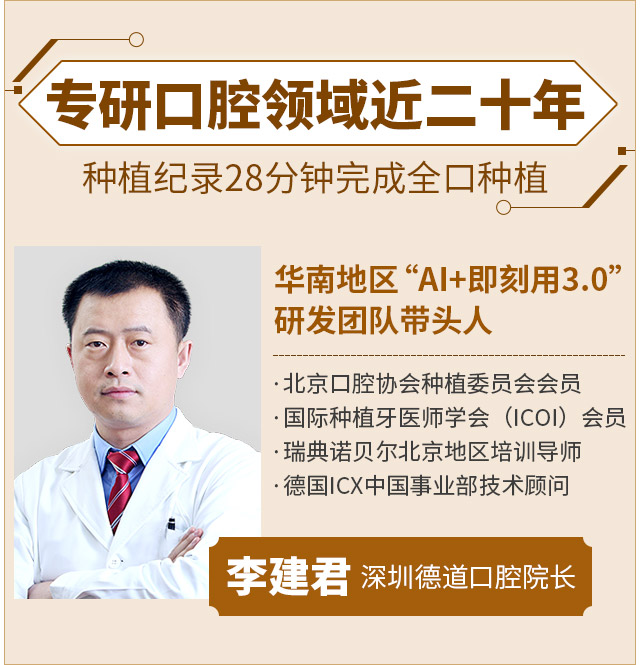 专研口腔领域近二十年
种植纪录28分钟完成全口种植
华南地区“AI+即刻用3.0”
研发团队带头人
·北京口腔协会种植委员会会员
·国际种植牙医师学会（ICOI）会员
·瑞典诺贝尔北京地区培训导师
·德国ICX中国事业部技术顾问
李建君 深圳德道口腔院长